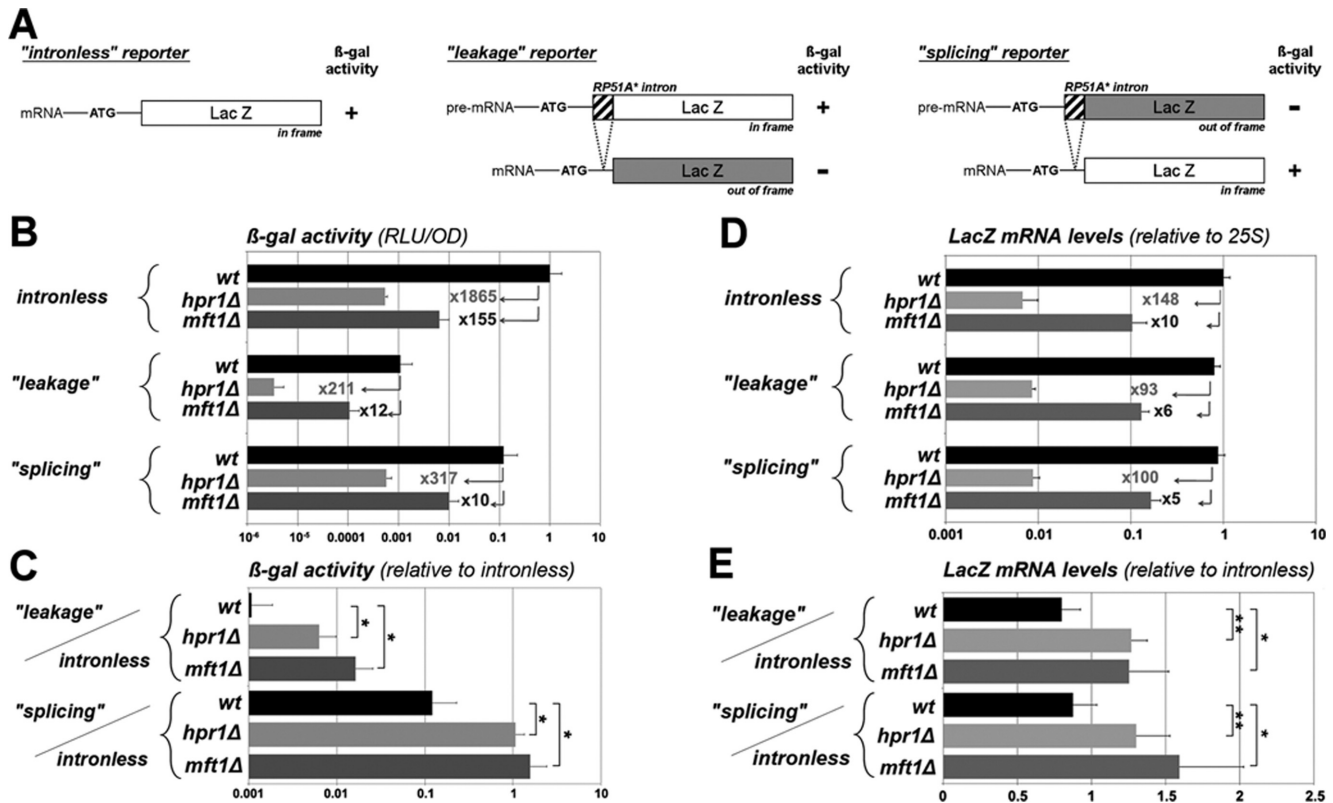 A
"intronless" reporter
ß-gal activity
mRNA
ATG
Lac Z
in frame
+
"leakage" reporter
ß-gal activity
RP51A* intron
pre-mRNA
ATG
Lac Z
in frame
+
mRNA
ATG
Lac Z
out of frame
-
"splicing" reporter
ß-gal activity
RP51A* intron
pre-mRNA
ATG
Lac Z
out of frame
-
mRNA
ATG
Lac Z
in frame
+
B
ß-gal activity (RLU/OD)
intronless
wt
hpr1Δ
x1865
mft1Δ
x155
"leakage"
wt
hpr1Δ
x211
mft1Δ
x12
"splicing"
wt
hpr1Δ
x317
mft1Δ
x10
10⁻⁶ 10⁻⁵ 0.0001 0.001 0.01 0.1 1 10
D
LacZ mRNA levels (relative to 25S)
intronless
wt
hpr1Δ
x148
mft1Δ
x10
"leakage"
wt
hpr1Δ
x93
mft1Δ
x6
"splicing"
wt
hpr1Δ
x100
mft1Δ
x5
0.001 0.01 0.1 1 10
C
ß-gal activity (relative to intronless)
"leakage"
intronless
wt
hpr1Δ
mft1Δ
*
*
"splicing"
intronless
wt
hpr1Δ
mft1Δ
*
*
0.001 0.01 0.1 1 10
E
LacZ mRNA levels (relative to intronless)
"leakage"
intronless
wt
hpr1Δ
mft1Δ
**
*
"splicing"
intronless
wt
hpr1Δ
mft1Δ
**
*
0 0.5 1 1.5 2 2.5